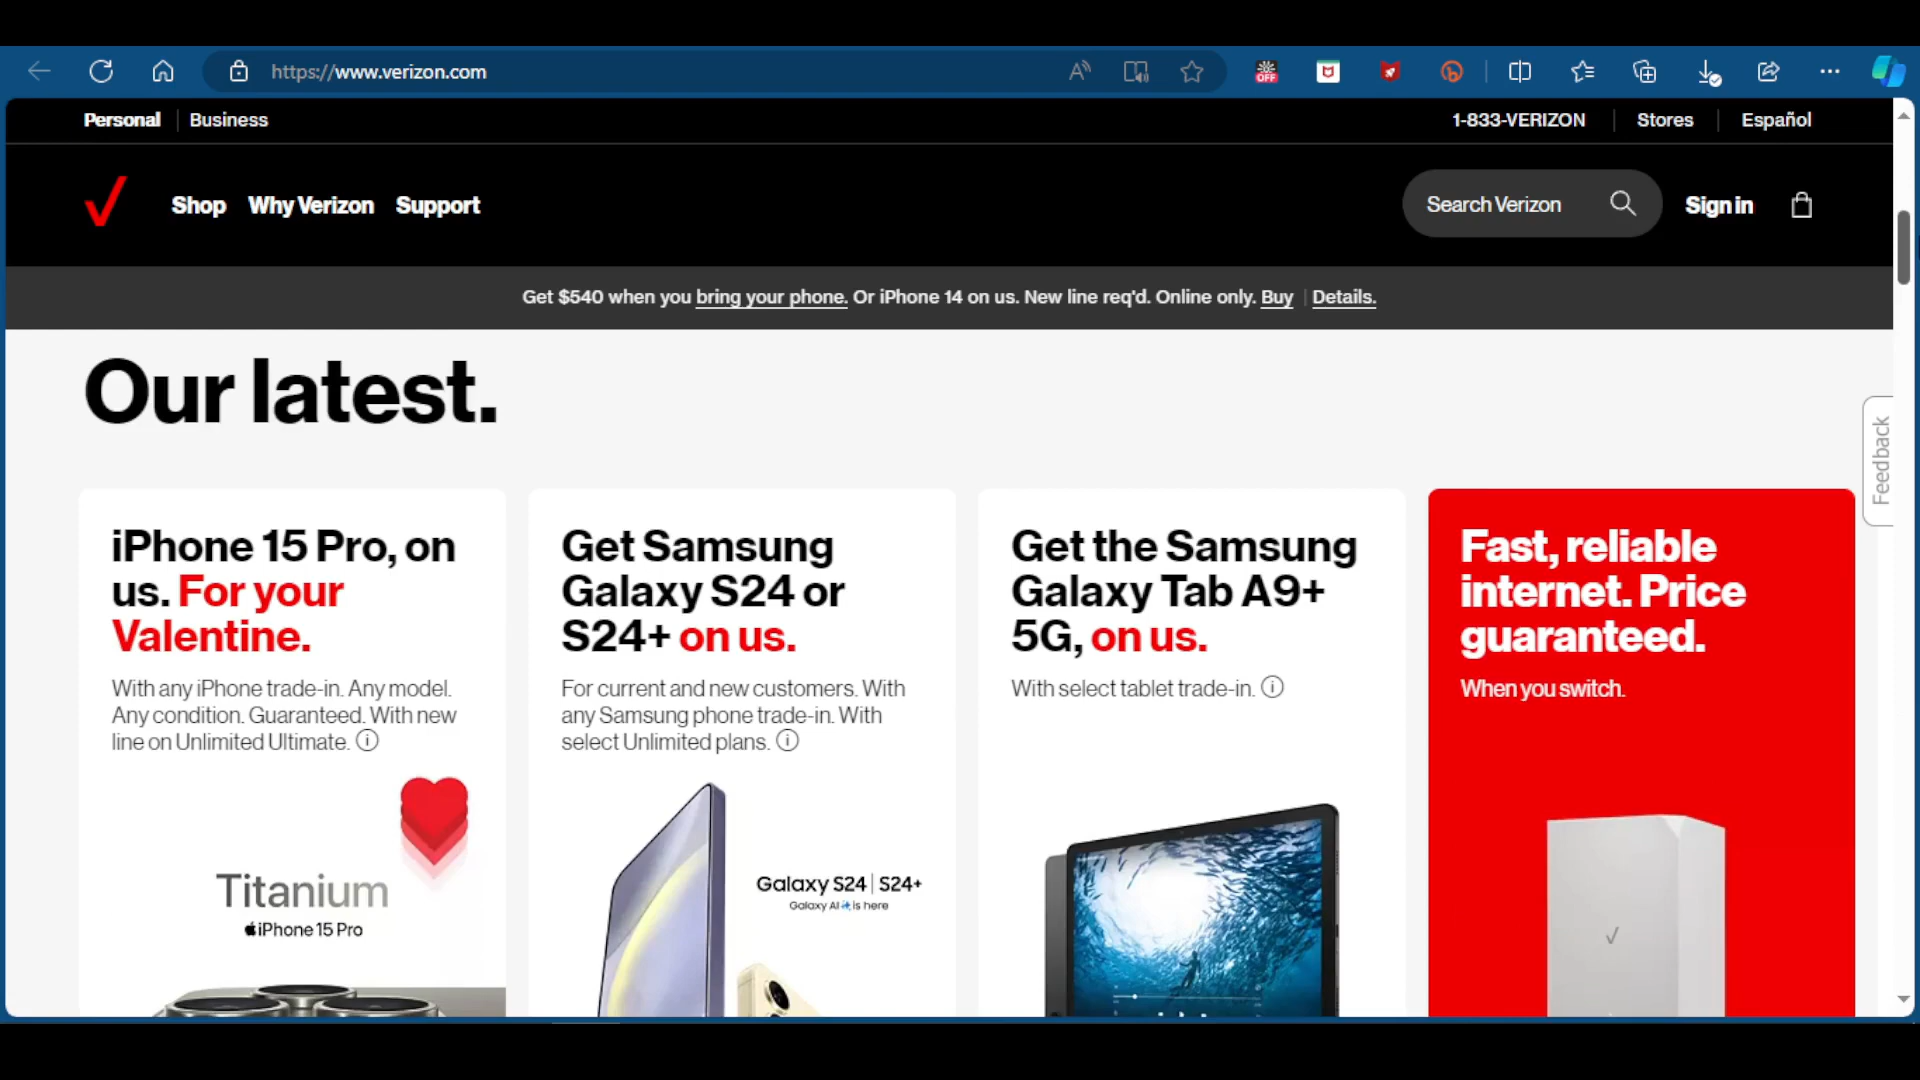 https://www.verizon.com
Personal Business 1-833-VERIZON Stores Español
Shop Why Verizon Support Search Verizon Sign in
Get $540 when you bring your phone. Or iPhone 14 on us. New line req'd. Online only. Buy Details.
Our latest.
Feedback
iPhone 15 Pro, on
us. For your
Valentine.
With any iPhone trade-in. Any model.
Any condition. Guaranteed. With new
line on Unlimited Ultimate.
Titanium
iPhone 15 Pro
Get Samsung
Galaxy S24 or
S24+ on us.
For current and new customers. With
any Samsung phone trade-in. With
select Unlimited plans.
Galaxy S24 | S24+
Galaxy AI is here
Get the Samsung
Galaxy Tab A9+
5G, on us.
With select tablet trade-in.
Fast, reliable
internet. Price
guaranteed.
When you switch.